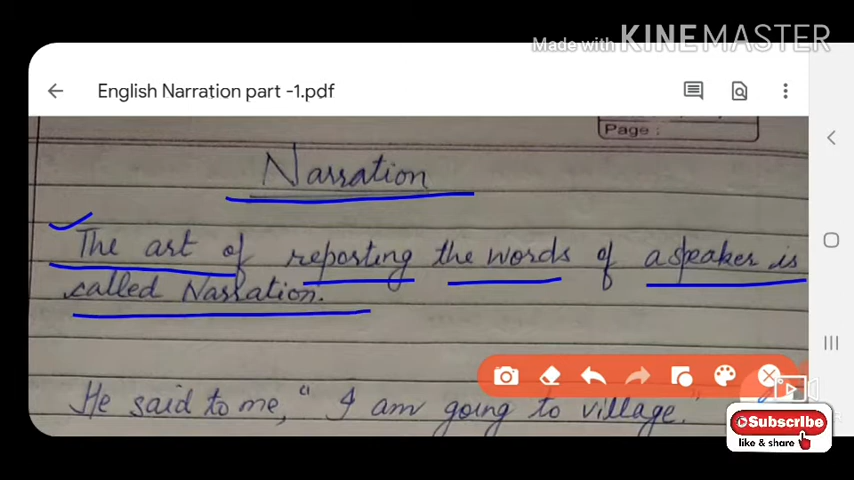 Made with KINEMASTER
English Narration part -1.pdf
Page :
Narration
The art of reporting the words of a speaker is
called Narration.
He said to me, "I am going to village."
Subscribe
like & share